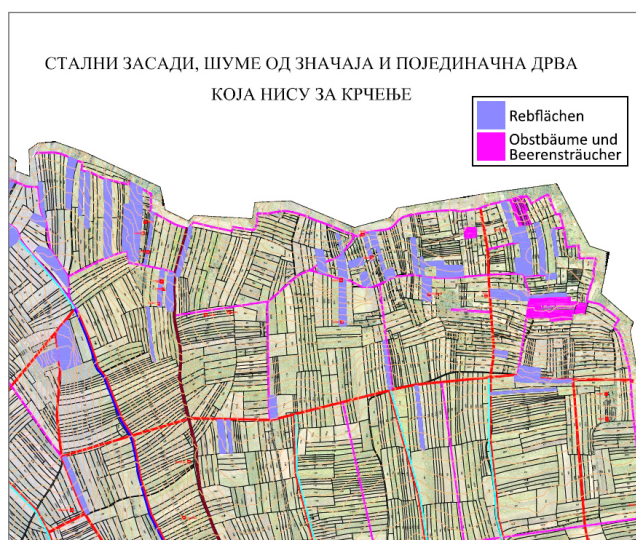 СТАЛНИ ЗАСАДИ, ШУМЕ ОД ЗНАЧАЈА И ПОЈЕДИНАЧНА ДРВА
КОЈА НИСУ ЗА КРЧЕЊЕ
Rebflächen
Obstbäume und
Beerensträucher